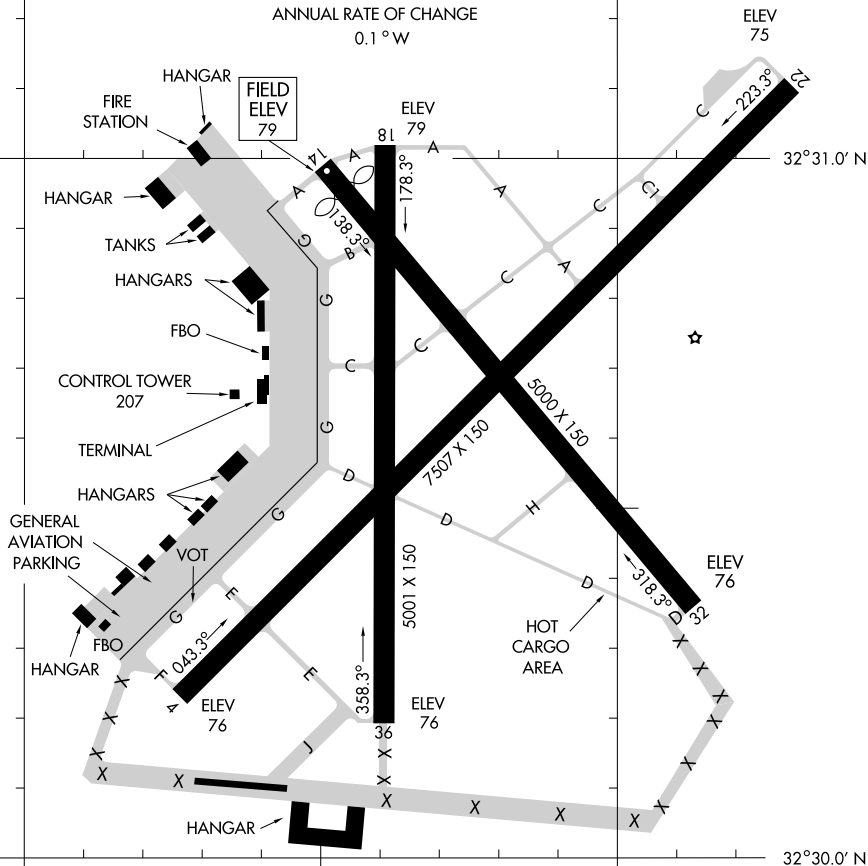 ANNUAL RATE OF CHANGE
0.1° W
ELEV
75
HANGAR
FIELD
ELEV
79
FIRE
STATION
ELEV
79
22
223.3°
C
18
14
A
A
32°31.0' N
178.3°
A
A
C1
HANGAR
C
138.3°
G
B
TANKS
A
HANGARS
C
G
FBO
C
C
CONTROL TOWER
207
5000 X 150
G
TERMINAL
7507 X 150
D
HANGARS
H
D
G
GENERAL
AVIATION
PARKING
VOT
5001 X 150
ELEV
76
318.3°
E
D
G
HOT
CARGO
AREA
D
32
FBO
043.3°
HANGAR
F
E
358.3°
X
X
X
4
ELEV
76
ELEV
76
X
X
X
36
J
X
X
X
X
X
X
X
X
X
X
X
HANGAR
32°30.0' N